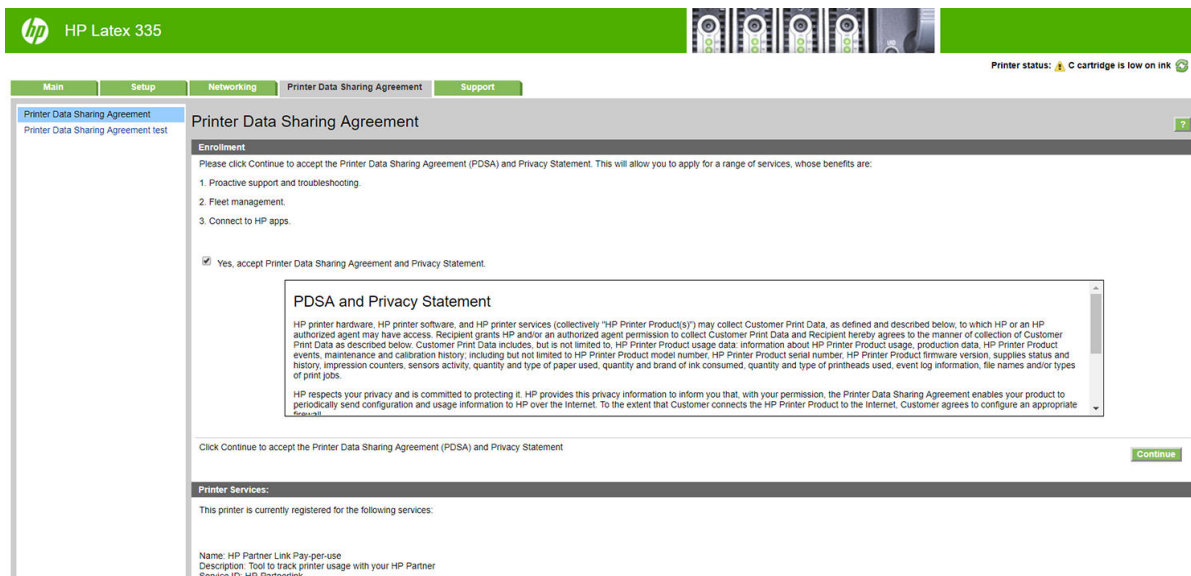 hp HP Latex 335
Printer status: C cartridge is low on ink
Main Setup Networking Printer Data Sharing Agreement Support
Printer Data Sharing Agreement
Printer Data Sharing Agreement test
Printer Data Sharing Agreement
?
Enrollment
Please click Continue to accept the Printer Data Sharing Agreement (PDSA) and Privacy Statement. This will allow you to apply for a range of services, whose benefits are:
1. Proactive support and troubleshooting.
2. Fleet management.
3. Connect to HP apps.
Yes, accept Printer Data Sharing Agreement and Privacy Statement.
PDSA and Privacy Statement
HP printer hardware, HP printer software, and HP printer services (collectively "HP Printer Product(s)") may collect Customer Print Data, as defined and described below, to which HP or an HP
authorized agent may have access. Recipient grants HP and/or an authorized agent permission to collect Customer Print Data and Recipient hereby agrees to the manner of collection of Customer
Print Data as described below. Customer Print Data includes, but is not limited to, HP Printer Product usage data: information about HP Printer Product usage, production data, HP Printer Product
events, maintenance and calibration history; including but not limited to HP Printer Product model number, HP Printer Product serial number, HP Printer Product firmware version, supplies status and
history, impression counters, sensors activity, quantity and type of paper used, quantity and brand of ink consumed, quantity and type of printheads used, event log information, file names and/or types
of print jobs.
HP respects your privacy and is committed to protecting it. HP provides this privacy information to inform you that, with your permission, the Printer Data Sharing Agreement enables your product to
periodically send configuration and usage information to HP over the Internet. To the extent that Customer connects the HP Printer Product to the Internet, Customer agrees to configure an appropriate
firewall
Click Continue to accept the Printer Data Sharing Agreement (PDSA) and Privacy Statement
Continue
Printer Services:
This printer is currently registered for the following services:
Name: HP Partner Link Pay-per-use
Description: Tool to track printer usage with your HP Partner
Service ID: HP-Partnerlink